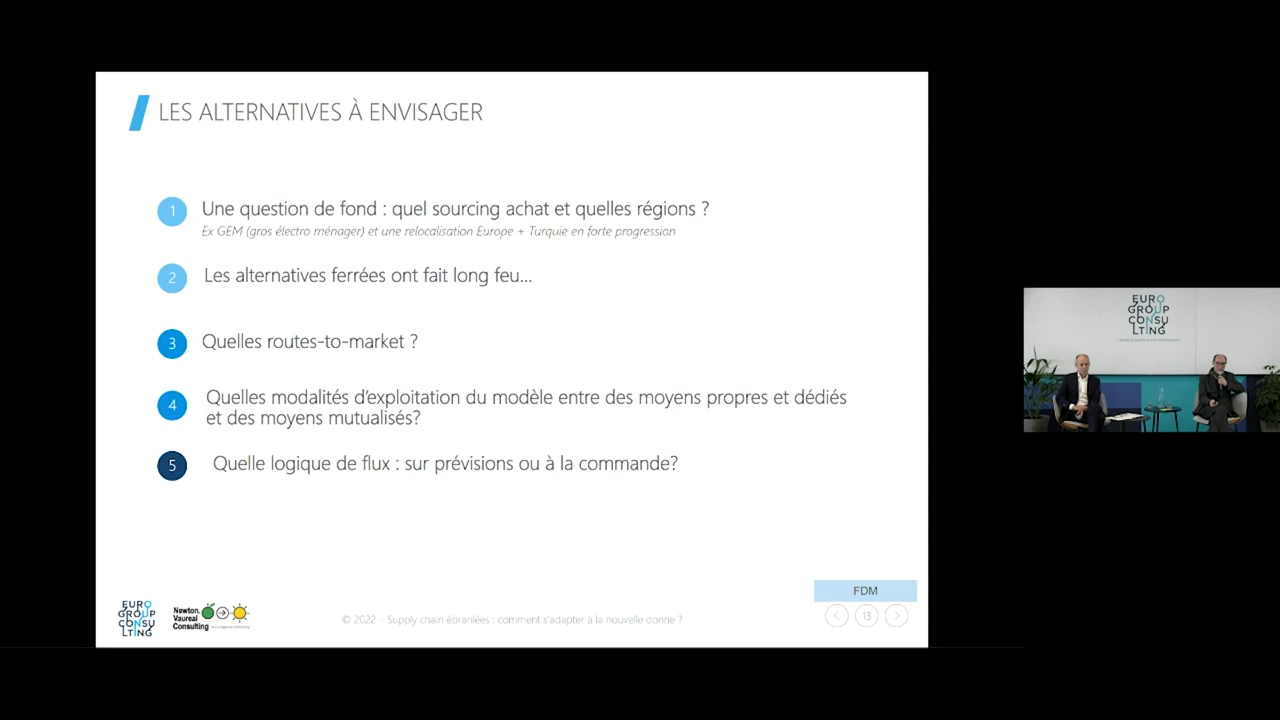 LES ALTERNATIVES À ENVISAGER
1 Une question de fond : quel sourcing achat et quelles régions ?
Ex GEM (gros électro ménager) et une relocalisation Europe + Turquie en forte progression
2 Les alternatives ferrées ont fait long feu...
3 Quelles routes-to-market ?
4 Quelles modalités d'exploitation du modèle entre des moyens propres et dédiés
et des moyens mutualisés?
5 Quelle logique de flux : sur prévisions ou à la commande?
EURO
GROUP
CONSU
LTING
Newton.
Vaureal
Consulting
© 2022 – Supply chain ébranlées : comment s'adapter à la nouvelle donne ?
FDM
13
EURO
GROUP
CONSU
LTING